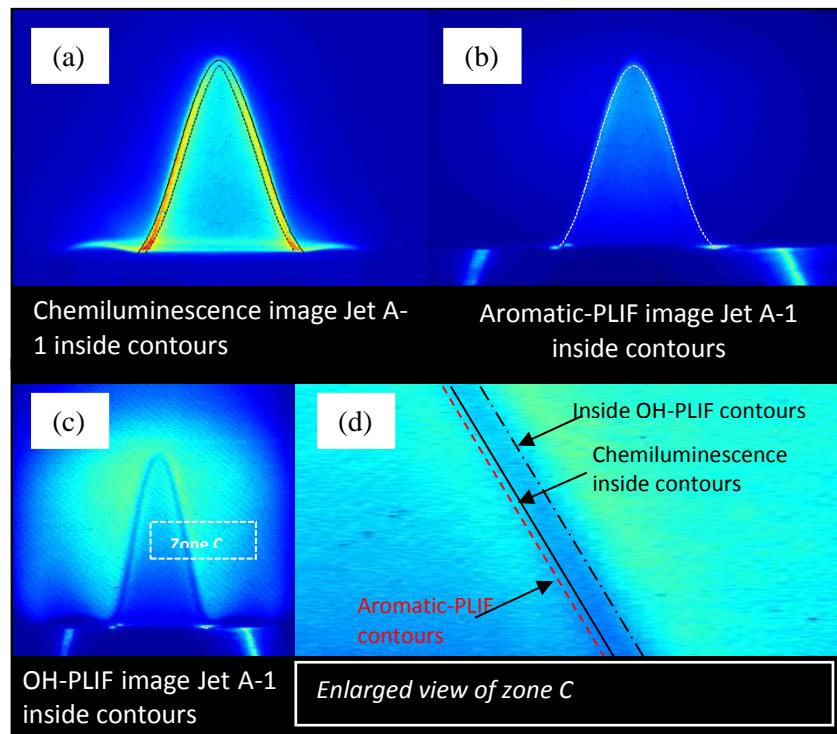 (a)
(b)
Chemiluminescence image Jet A-
1 inside contours
Aromatic-PLIF image Jet A-1
inside contours
(c)
Zone C
(d)
Inside OH-PLIF contours
Chemiluminescence
inside contours
Aromatic-PLIF
contours
OH-PLIF image Jet A-1
inside contours
Enlarged view of zone C